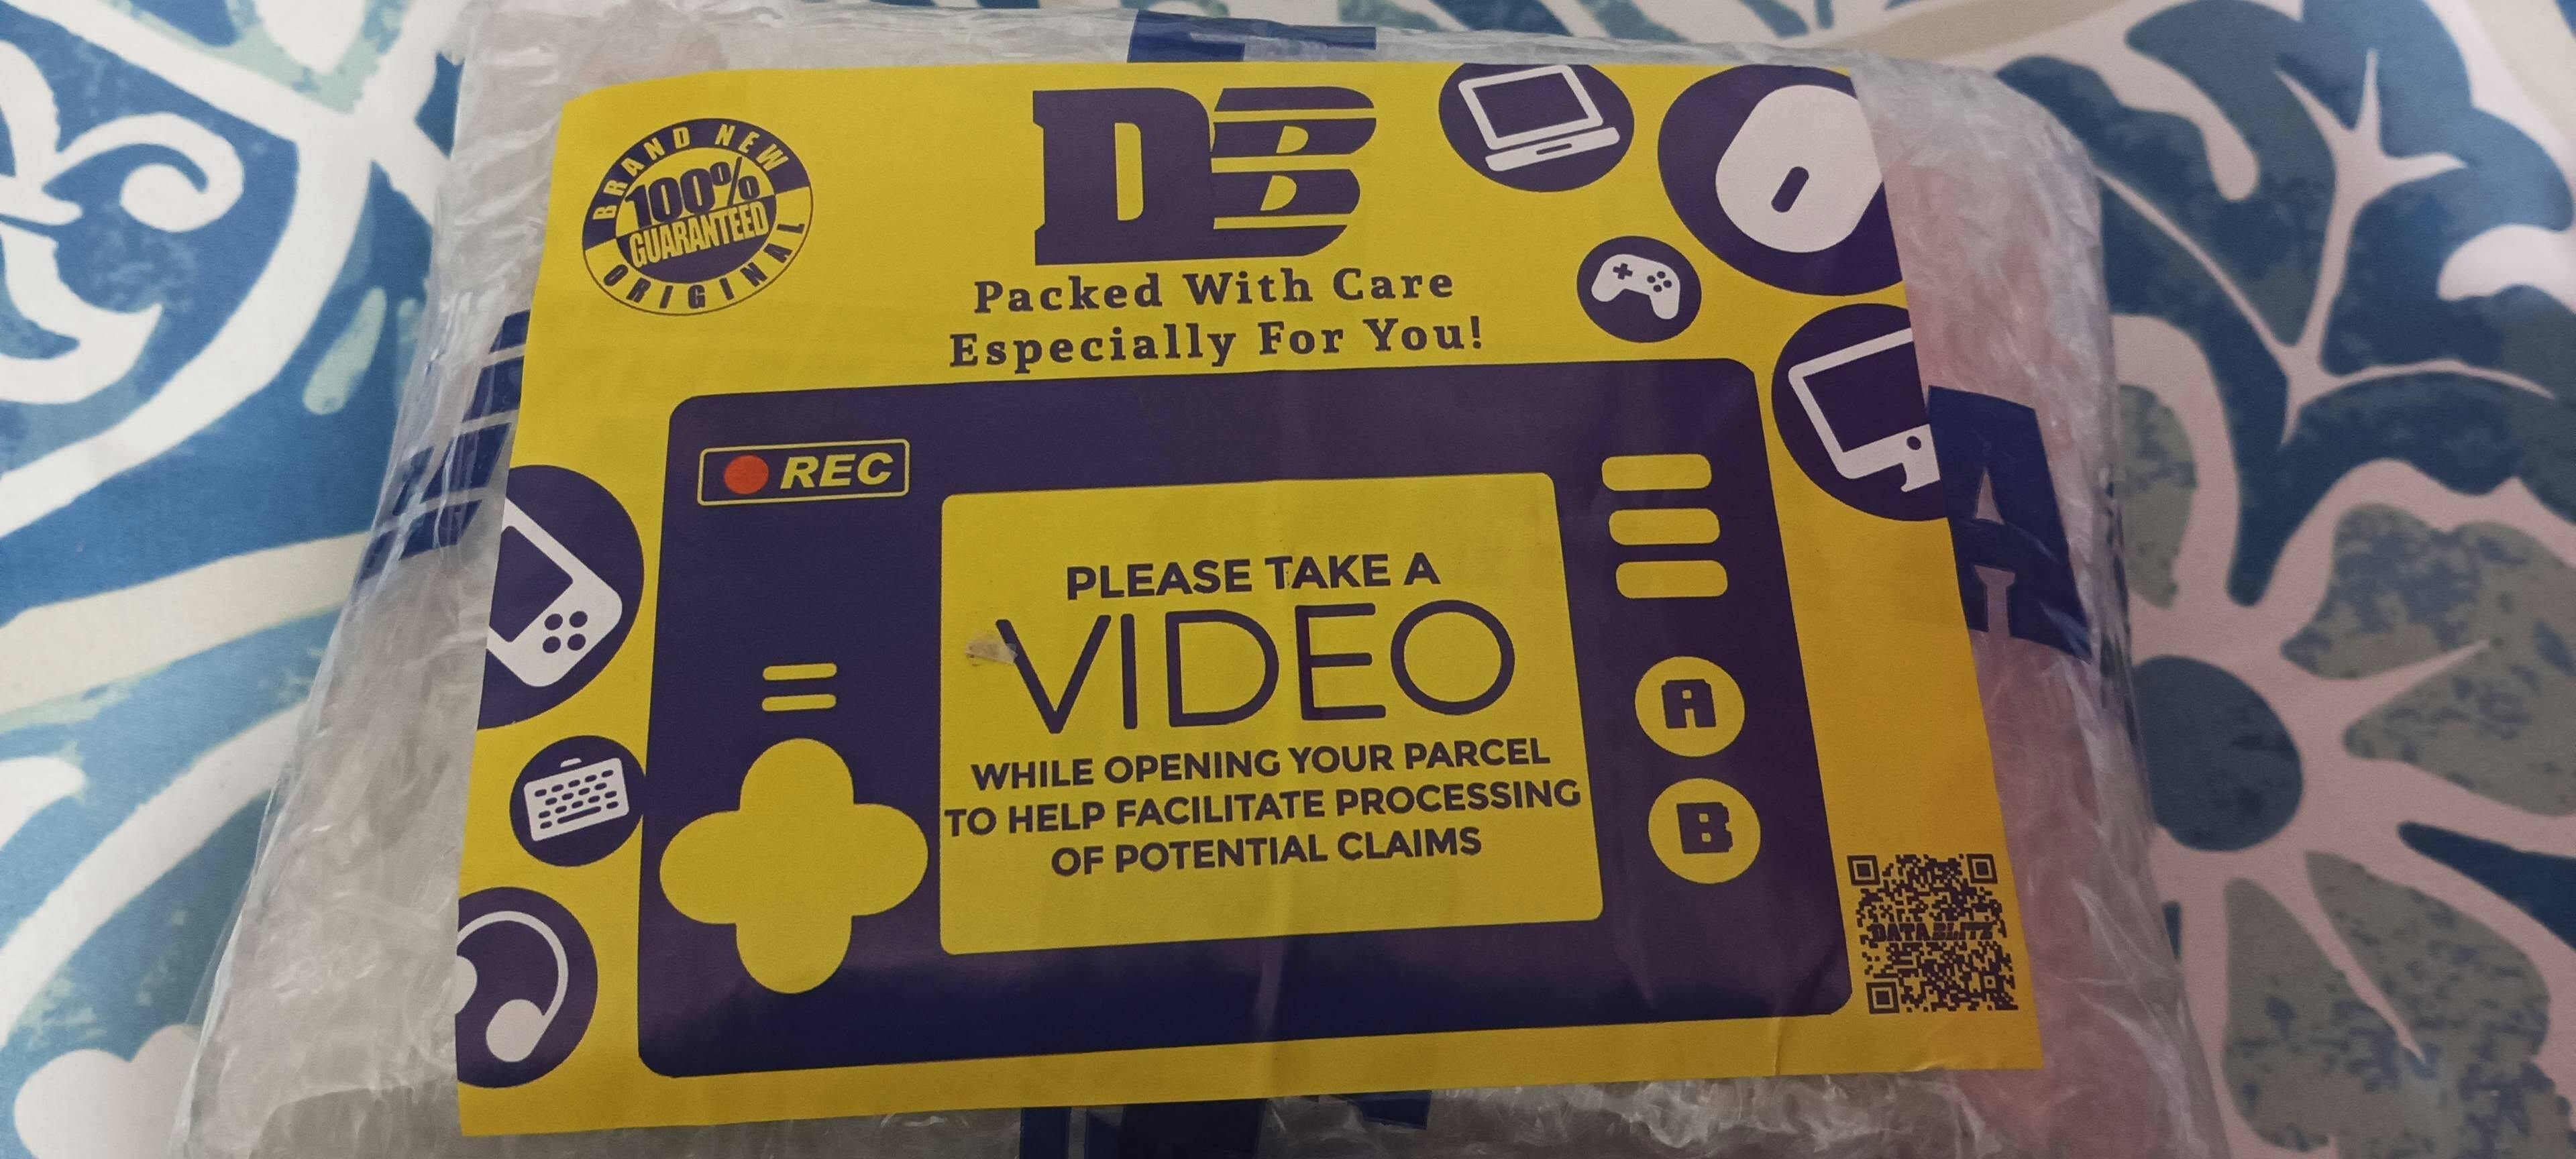 BRAND NEW
100%
GUARANTEED
ORIGINAL
DB
Packed With Care
Especially For You!
REC
PLEASE TAKE A
VIDEO
WHILE OPENING YOUR PARCEL
TO HELP FACILITATE PROCESSING
OF POTENTIAL CLAIMS
A
B
DATABLITZ
A